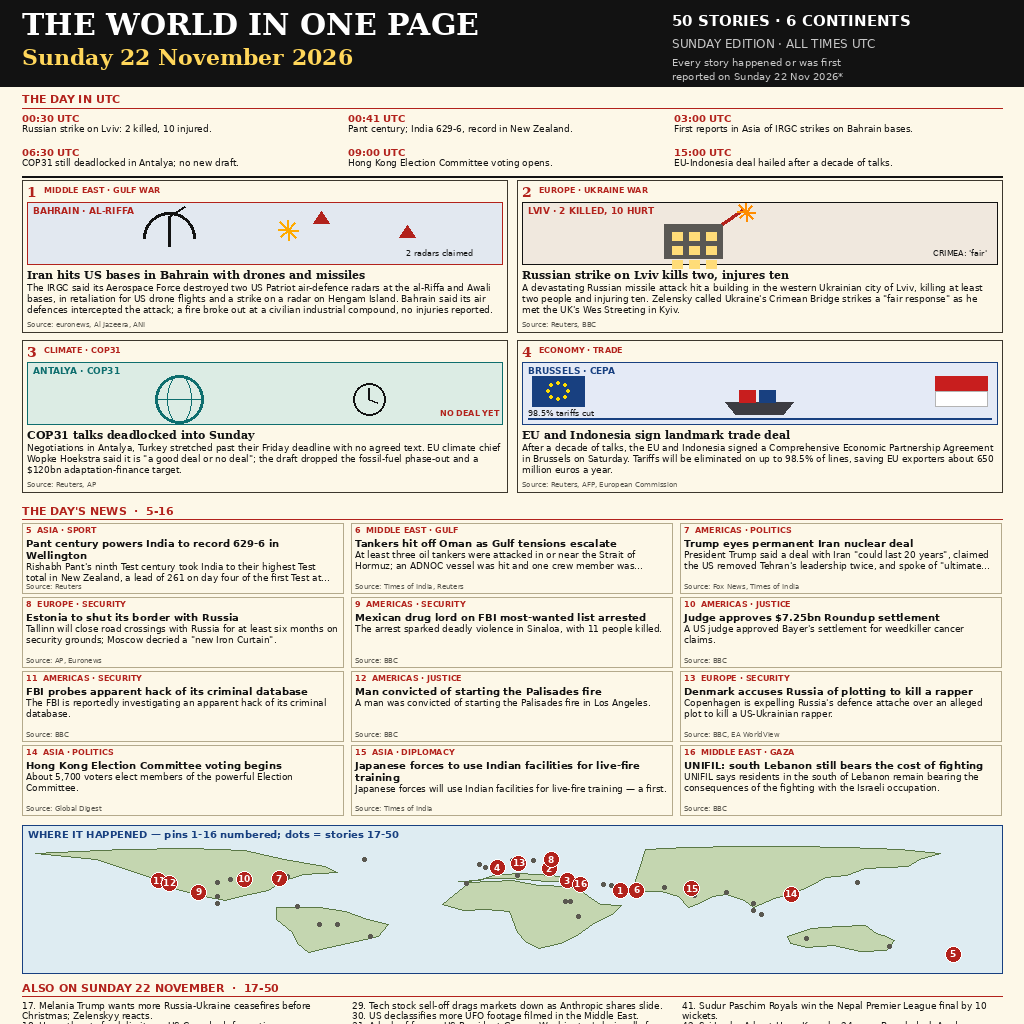 THE WORLD IN ONE PAGE
Sunday 22 November 2026
50 STORIES · 6 CONTINENTS
SUNDAY EDITION · ALL TIMES UTC
Every story happened or was first
reported on Sunday 22 Nov 2026*
THE DAY IN UTC
00:30 UTC
Russian strike on Lviv: 2 killed, 10 injured.
00:41 UTC
Pant century; India 629-6, record in New Zealand.
03:00 UTC
First reports in Asia of IRGC strikes on Bahrain bases.
06:30 UTC
COP31 still deadlocked in Antalya; no new draft.
09:00 UTC
Hong Kong Election Committee voting opens.
15:00 UTC
EU-Indonesia deal hailed after a decade of talks.
1 MIDDLE EAST · GULF WAR
BAHRAIN · AL-RIFFA
2 radars claimed
Iran hits US bases in Bahrain with drones and missiles
The IRGC said its Aerospace Force destroyed two US Patriot air-defence radars at the al-Riffa and Awali
bases, in retaliation for US drone flights and a strike on a radar on Hengam Island. Bahrain said its air
defences intercepted the attack; a fire broke out at a civilian industrial compound, no injuries reported.
Source: euronews, Al Jazeera, ANI
2 EUROPE · UKRAINE WAR
LVIV · 2 KILLED, 10 HURT
CRIMEA: 'fair'
Russian strike on Lviv kills two, injures ten
A devastating Russian missile attack hit a building in the western Ukrainian city of Lviv, killing at least
two people and injuring ten. Zelensky called Ukraine's Crimean Bridge strikes a "fair response" as he
met the UK's Wes Streeting in Kyiv.
Source: Reuters, BBC
3 CLIMATE · COP31
ANTALYA · COP31
NO DEAL YET
COP31 talks deadlocked into Sunday
Negotiations in Antalya, Turkey stretched past their Friday deadline with no agreed text. EU climate chief
Wopke Hoekstra said it is "a good deal or no deal"; the draft dropped the fossil-fuel phase-out and a
$120bn adaptation-finance target.
Source: Reuters, AP
4 ECONOMY · TRADE
BRUSSELS · CEPA
98.5% tariffs cut
EU and Indonesia sign landmark trade deal
After a decade of talks, the EU and Indonesia signed a Comprehensive Economic Partnership Agreement
in Brussels on Saturday. Tariffs will be eliminated on up to 98.5% of lines, saving EU exporters about 650
million euros a year.
Source: Reuters, AFP, European Commission
THE DAY'S NEWS · 5-16
5 ASIA · SPORT
Pant century powers India to record 629-6 in
Wellington
Rishabh Pant's ninth Test century took India to their highest Test
total in New Zealand, a lead of 261 on day four of the first Test at...
Source: Reuters
6 MIDDLE EAST · GULF
Tankers hit off Oman as Gulf tensions escalate
At least three oil tankers were attacked in or near the Strait of
Hormuz; an ADNOC vessel was hit and one crew member was...
Source: Times of India, Reuters
7 AMERICAS · POLITICS
Trump eyes permanent Iran nuclear deal
President Trump said a deal with Iran "could last 20 years", claimed
the US removed Tehran's leadership twice, and spoke of "ultimate...
Source: Fox News, Times of India
8 EUROPE · SECURITY
Estonia to shut its border with Russia
Tallinn will close road crossings with Russia for at least six months on
security grounds; Moscow decried a "new Iron Curtain".
Source: AP, Euronews
9 AMERICAS · SECURITY
Mexican drug lord on FBI most-wanted list arrested
The arrest sparked deadly violence in Sinaloa, with 11 people killed.
Source: BBC
10 AMERICAS · JUSTICE
Judge approves $7.25bn Roundup settlement
A US judge approved Bayer's settlement for weedkiller cancer
claims.
Source: BBC
11 AMERICAS · SECURITY
FBI probes apparent hack of its criminal database
The FBI is reportedly investigating an apparent hack of its criminal
database.
Source: BBC
12 AMERICAS · JUSTICE
Man convicted of starting the Palisades fire
A man was convicted of starting the Palisades fire in Los Angeles.
Source: BBC
13 EUROPE · SECURITY
Denmark accuses Russia of plotting to kill a rapper
Copenhagen is expelling Russia's defence attache over an alleged
plot to kill a US-Ukrainian rapper.
Source: BBC, EA WorldView
14 ASIA · POLITICS
Hong Kong Election Committee voting begins
About 5,700 voters elect members of the powerful Election
Committee.
Source: Global Digest
15 ASIA · DIPLOMACY
Japanese forces to use Indian facilities for live-fire
training
Japanese forces will use Indian facilities for live-fire training — a first.
Source: Times of India
16 MIDDLE EAST · GAZA
UNIFIL: south Lebanon still bears the cost of fighting
UNIFIL says residents in the south of Lebanon remain bearing the
consequences of the fighting with the Israeli occupation.
Source: BBC
WHERE IT HAPPENED — pins 1-16 numbered; dots = stories 17-50
11 12 9 10 7 4 13 8 2 3 16 1 6 15 14 5
ALSO ON SUNDAY 22 NOVEMBER · 17-50
17. Melania Trump wants more Russia-Ukraine ceasefires before
Christmas; Zelenskyy reacts.
29. Tech stock sell-off drags markets down as Anthropic shares slide.
30. US declassifies more UFO footage filmed in the Middle East.
41. Sudur Paschim Royals win the Nepal Premier League final by 10
wickets.